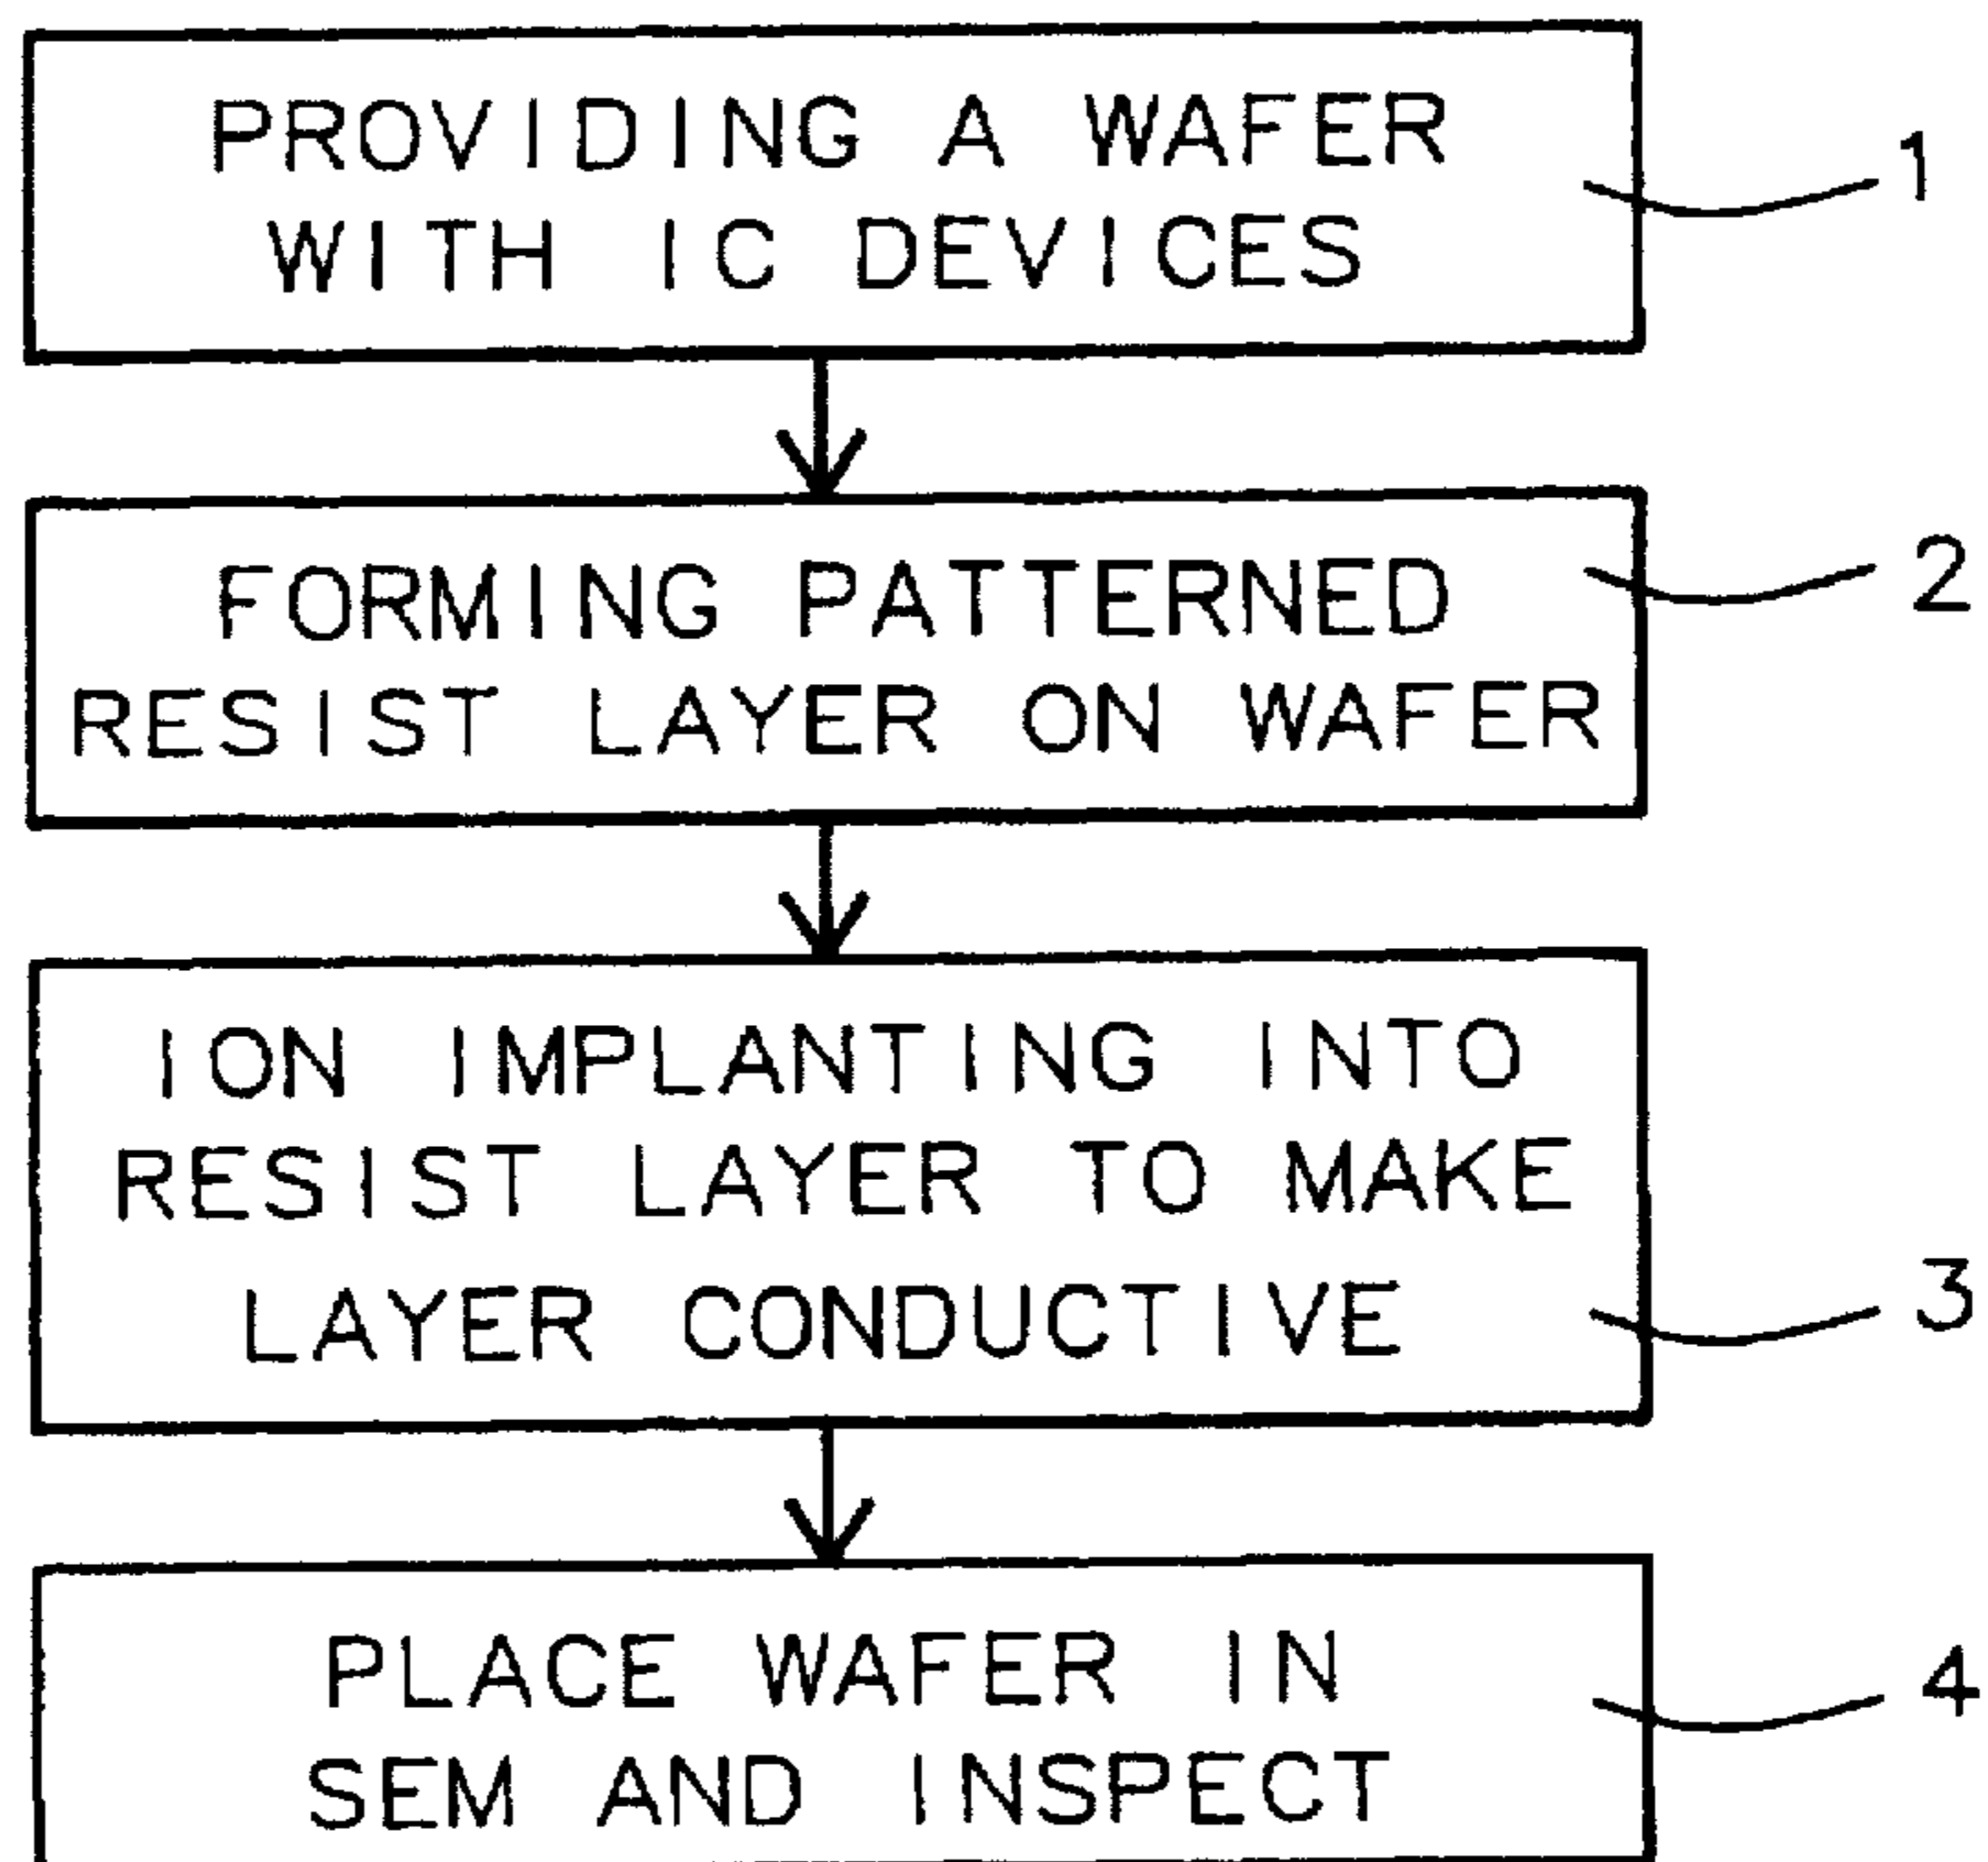 PROVIDING A WAFER
WITH IC DEVICES
1
FORMING PATTERNED
RESIST LAYER ON WAFER
2
ION IMPLANTING INTO
RESIST LAYER TO MAKE
LAYER CONDUCTIVE
3
PLACE WAFER IN
SEM AND INSPECT
4